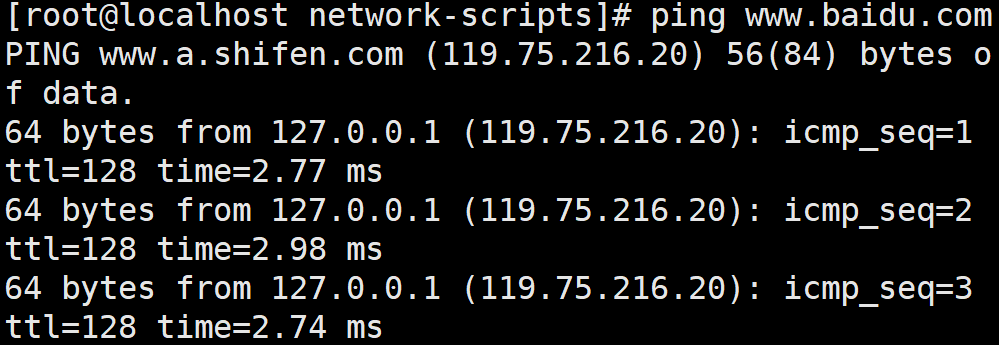 [root@localhost network-scripts]# ping www.baidu.com
PING www.a.shifen.com (119.75.216.20) 56(84) bytes o
f data.
64 bytes from 127.0.0.1 (119.75.216.20): icmp_seq=1
ttl=128 time=2.77 ms
64 bytes from 127.0.0.1 (119.75.216.20): icmp_seq=2
ttl=128 time=2.98 ms
64 bytes from 127.0.0.1 (119.75.216.20): icmp_seq=3
ttl=128 time=2.74 ms